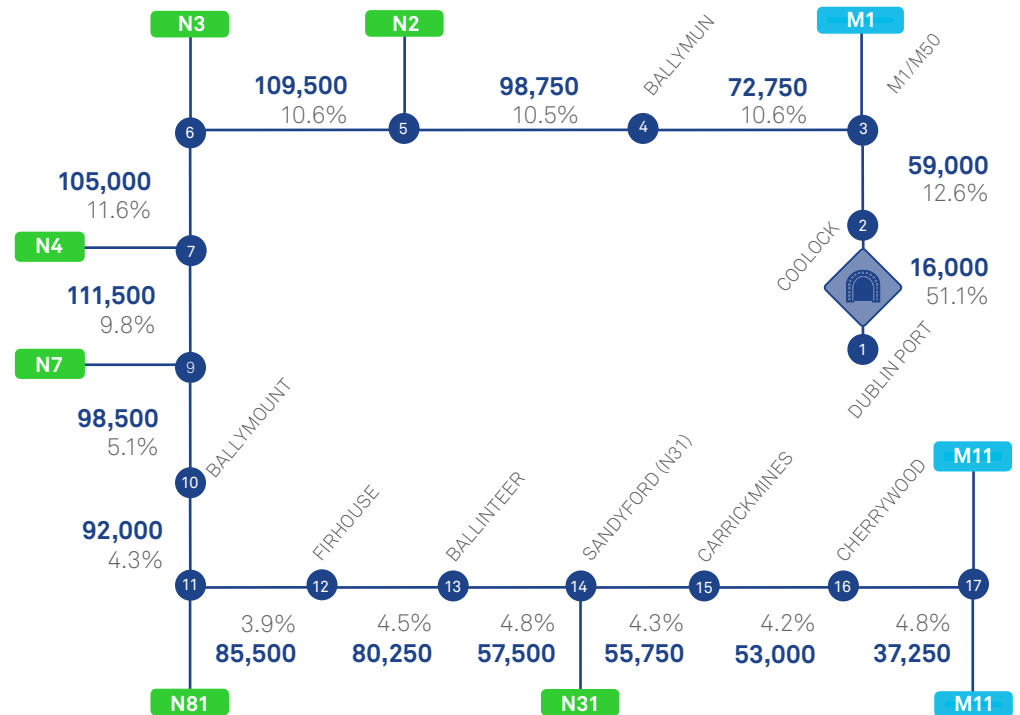 N3
N2
M1
BALLYMUN
M1/M50
109,500
10.6%
98,750
10.5%
72,750
10.6%
6
5
4
3
105,000
11.6%
59,000
12.6%
N4
7
2
COOLOCK
111,500
9.8%
16,000
51.1%
N7
9
1
DUBLIN PORT
98,500
5.1%
BALLYMOUNT
10
M11
92,000
4.3%
FIRHOUSE
BALLINTEER
SANDYFORD (N31)
CARRICKMINES
CHERRYWOOD
11
12
13
14
15
16
17
3.9%
85,500
4.5%
80,250
4.8%
57,500
4.3%
55,750
4.2%
53,000
4.8%
37,250
N81
N31
M11